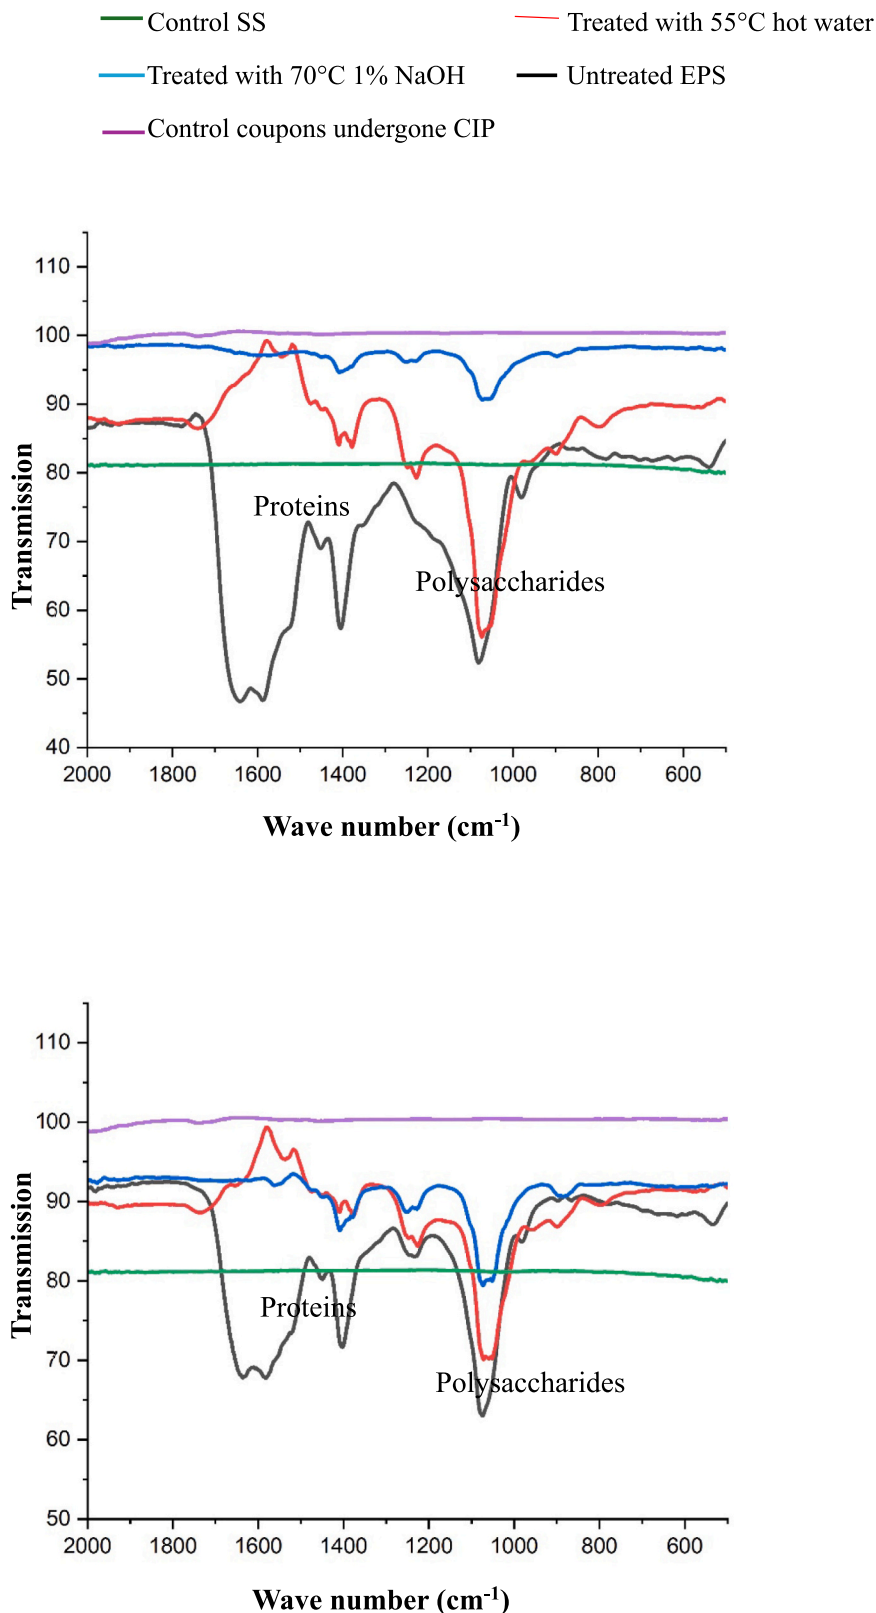 Control SS
Treated with 55°C hot water
Treated with 70°C 1% NaOH
Untreated EPS
Control coupons undergone CIP
110
100
90
80
70
60
50
40
Transmission
Proteins
Polysaccharides
2000 1800 1600 1400 1200 1000 800 600
Wave number (cm-1)
110
100
90
80
70
60
50
Transmission
Proteins
Polysaccharides
2000 1800 1600 1400 1200 1000 800 600
Wave number (cm-1)